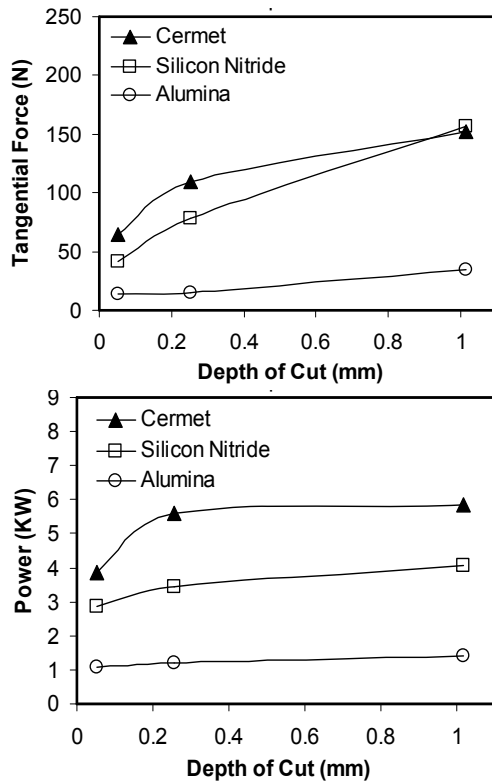 250
200
150
100
50
0
Tangential Force (N)
Cermet
Silicon Nitride
Alumina
0 0.2 0.4 0.6 0.8 1
Depth of Cut (mm)
9
8
7
6
5
4
3
2
1
0
Power (KW)
Cermet
Silicon Nitride
Alumina
0 0.2 0.4 0.6 0.8 1
Depth of Cut (mm)